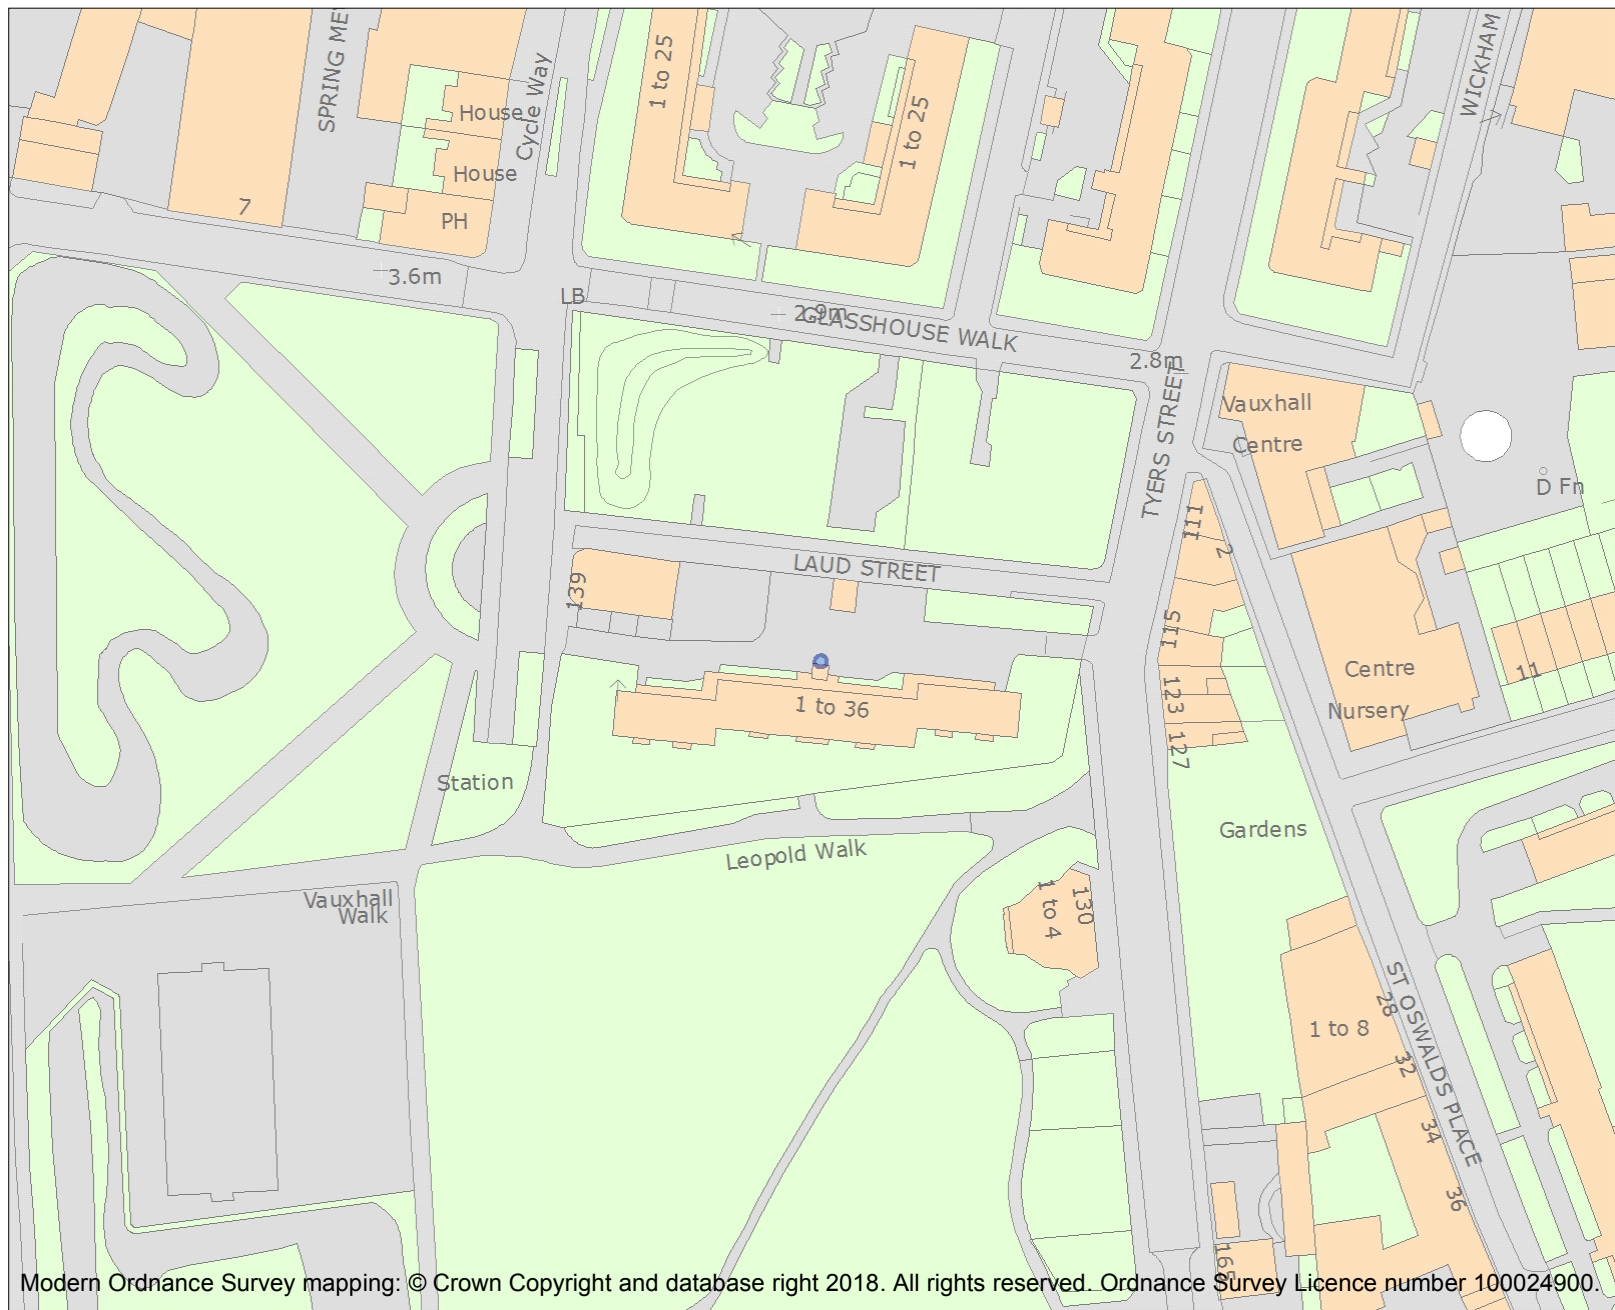 SPRING ME
1 to 25
WICKHAM
House
Cycle Way
1 to 25
House
7
PH
3.6m
LB
2.9m
GLASSHOUSE WALK
2.8m
TYERS STREET
Vauxhall
Centre
D Fn
111
2
LAUD STREET
139
115
Centre
11
123
1 to 36
Nursery
127
Station
Gardens
Leopold Walk
Vauxhall
Walk
1 to 4
130
ST OSWALDS PLACE
28
1 to 8
32
34
36
165
Modern Ordnance Survey mapping: © Crown Copyright and database right 2018. All rights reserved. Ordnance Survey Licence number 100024900.